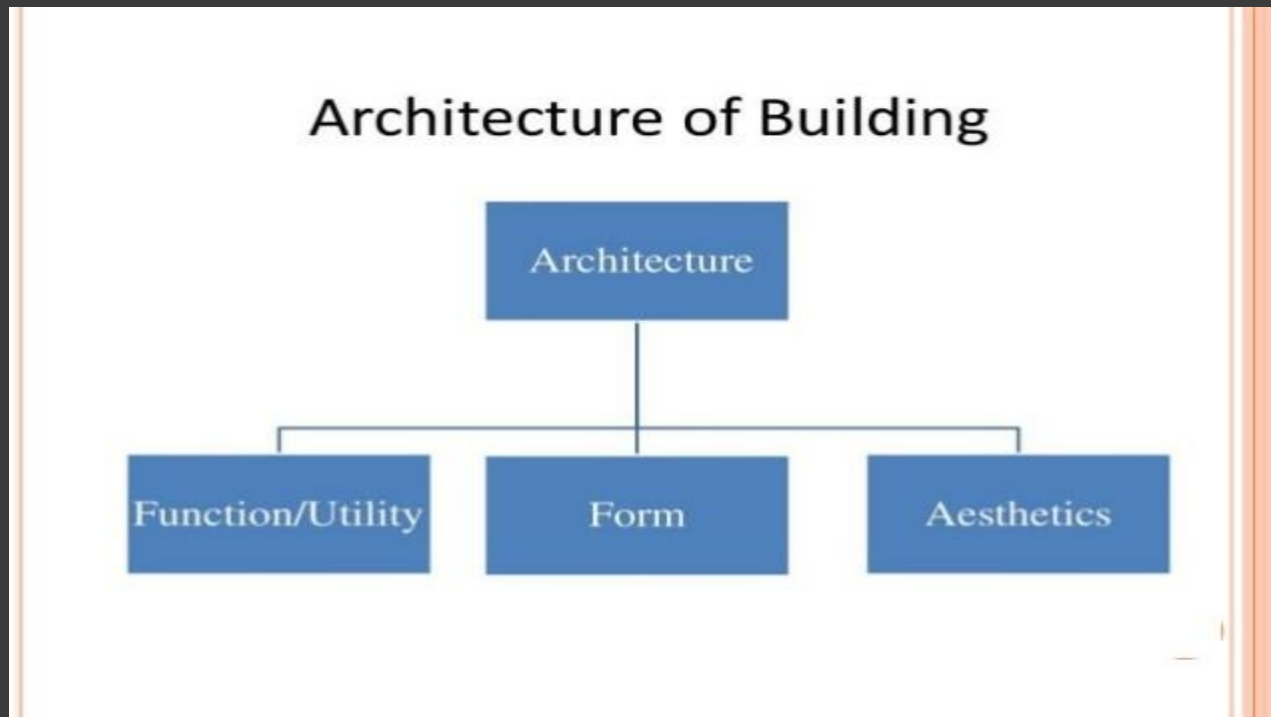 Architecture of Building
Architecture
Function/Utility
Form
Aesthetics